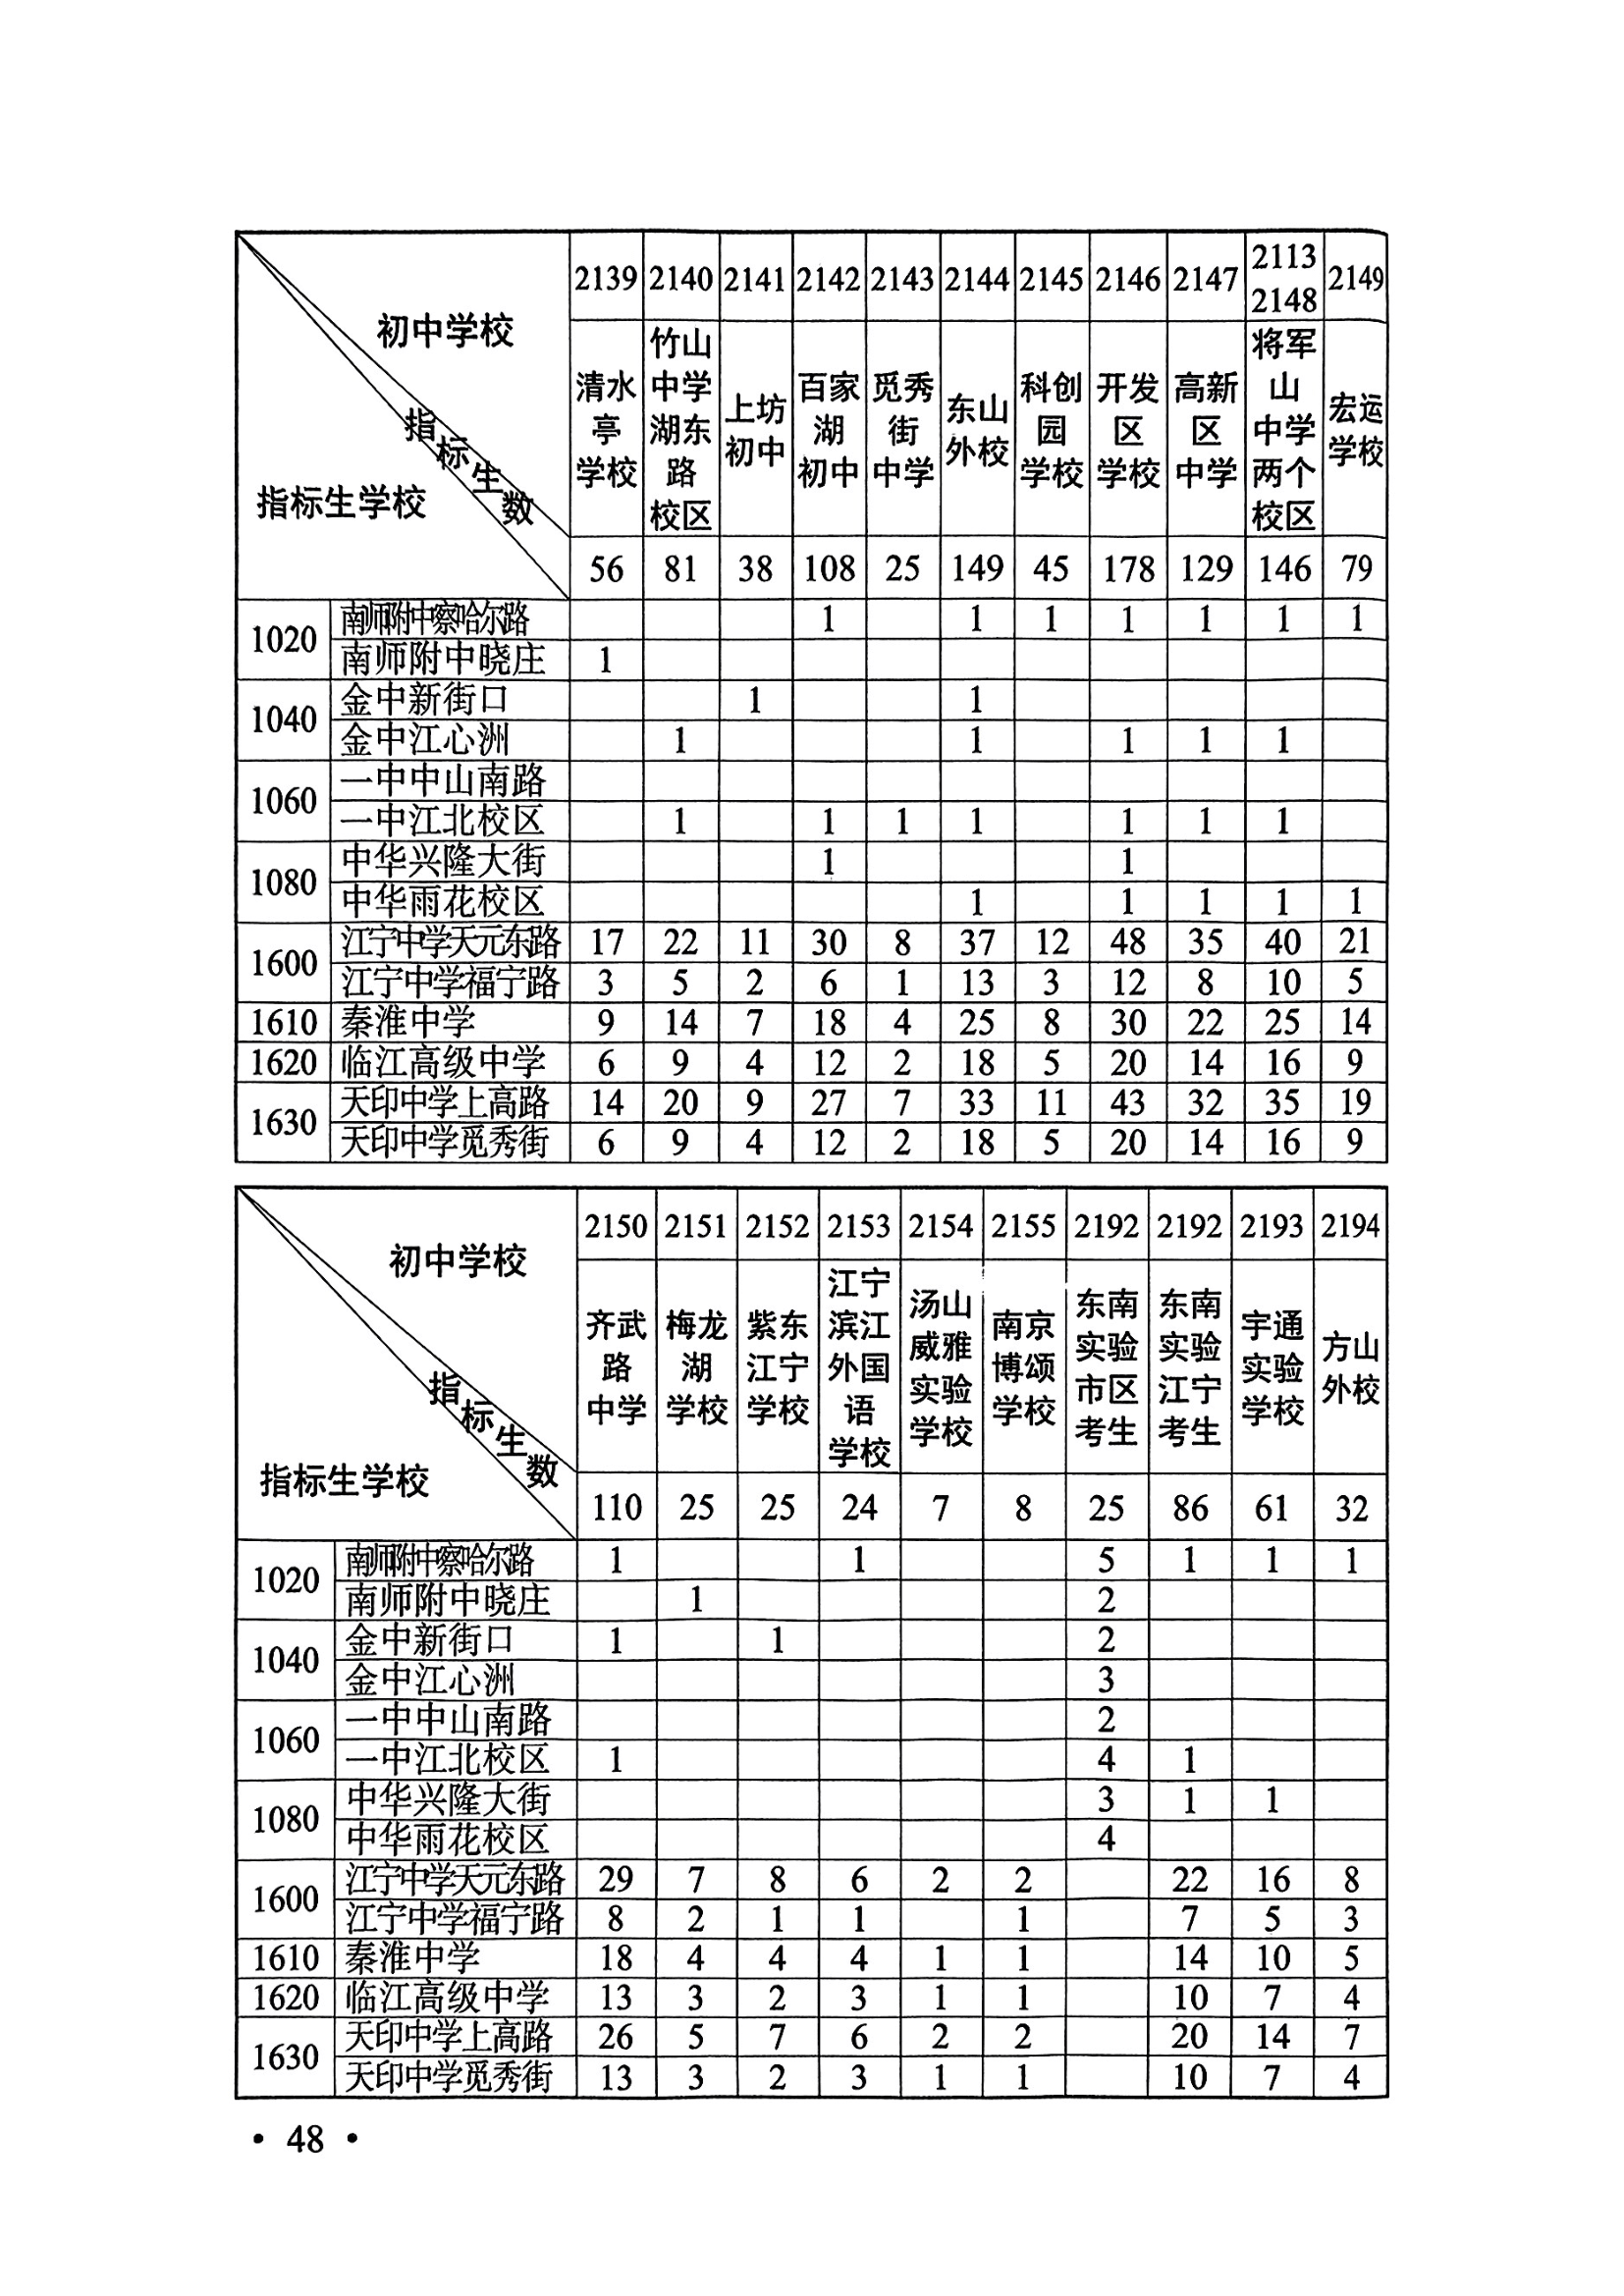 初中学校 指标生数 指标生学校
2139 2140 2141 2142 2143 2144 2145 2146 2147 2113 2148 2149
清水亭学校 竹山中学湖东路校区 上坊初中 百家湖初中 觅秀街中学 东山外校 科创园学校 开发区学校 高新区中学 将军山中学两个校区 宏运学校
56 81 38 108 25 149 45 178 129 146 79
1020 南师附中察哈尔路 1 1 1 1 1 1 1
南师附中晓庄 1
1040 金中新街口 1 1
金中江心洲 1 1 1 1 1
1060 一中中山南路
一中江北校区 1 1 1 1 1 1 1
1080 中华兴隆大街 1 1
中华雨花校区 1 1 1 1 1
1600 江宁中学天元东路 17 22 11 30 8 37 12 48 35 40 21
江宁中学福宁路 3 5 2 6 1 13 3 12 8 10 5
1610 秦淮中学 9 14 7 18 4 25 8 30 22 25 14
1620 临江高级中学 6 9 4 12 2 18 5 20 14 16 9
1630 天印中学上高路 14 20 9 27 7 33 11 43 32 35 19
天印中学觅秀街 6 9 4 12 2 18 5 20 14 16 9
初中学校 指标生数 指标生学校
2150 2151 2152 2153 2154 2155 2192 2192 2193 2194
齐武路中学 梅龙湖学校 紫东江宁学校 江宁滨江外国语学校 汤山威雅实验学校 南京博颂学校 东南实验市区考生 东南实验江宁考生 宇通实验学校 方山外校
110 25 25 24 7 8 25 86 61 32
1020 南师附中察哈尔路 1 1 5 1 1 1
南师附中晓庄 1 2
1040 金中新街口 1 1 2
金中江心洲 3
1060 一中中山南路 2
一中江北校区 1 4 1
1080 中华兴隆大街 3 1 1
中华雨花校区 4
1600 江宁中学天元东路 29 7 8 6 2 2 22 16 8
江宁中学福宁路 8 2 1 1 1 7 5 3
1610 秦淮中学 18 4 4 4 1 1 14 10 5
1620 临江高级中学 13 3 2 3 1 1 10 7 4
1630 天印中学上高路 26 5 7 6 2 2 20 14 7
天印中学觅秀街 13 3 2 3 1 1 10 7 4
• 48 •